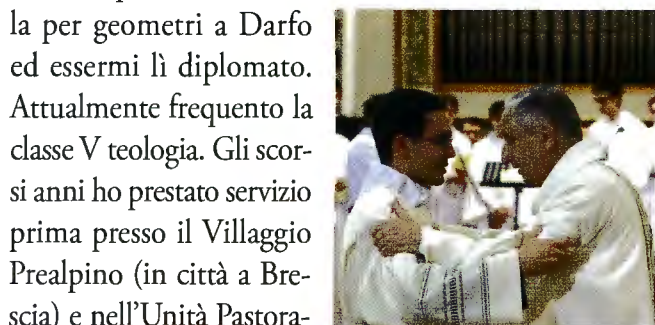 la per geometri a Darfo
ed essermi lì diplomato.
Attualmente frequento la
classe V teologia. Gli scor-
si anni ho prestato servizio
prima presso il Villaggio
Prealpino (in città a Bre-
scia) e nell'Unità Pastora-